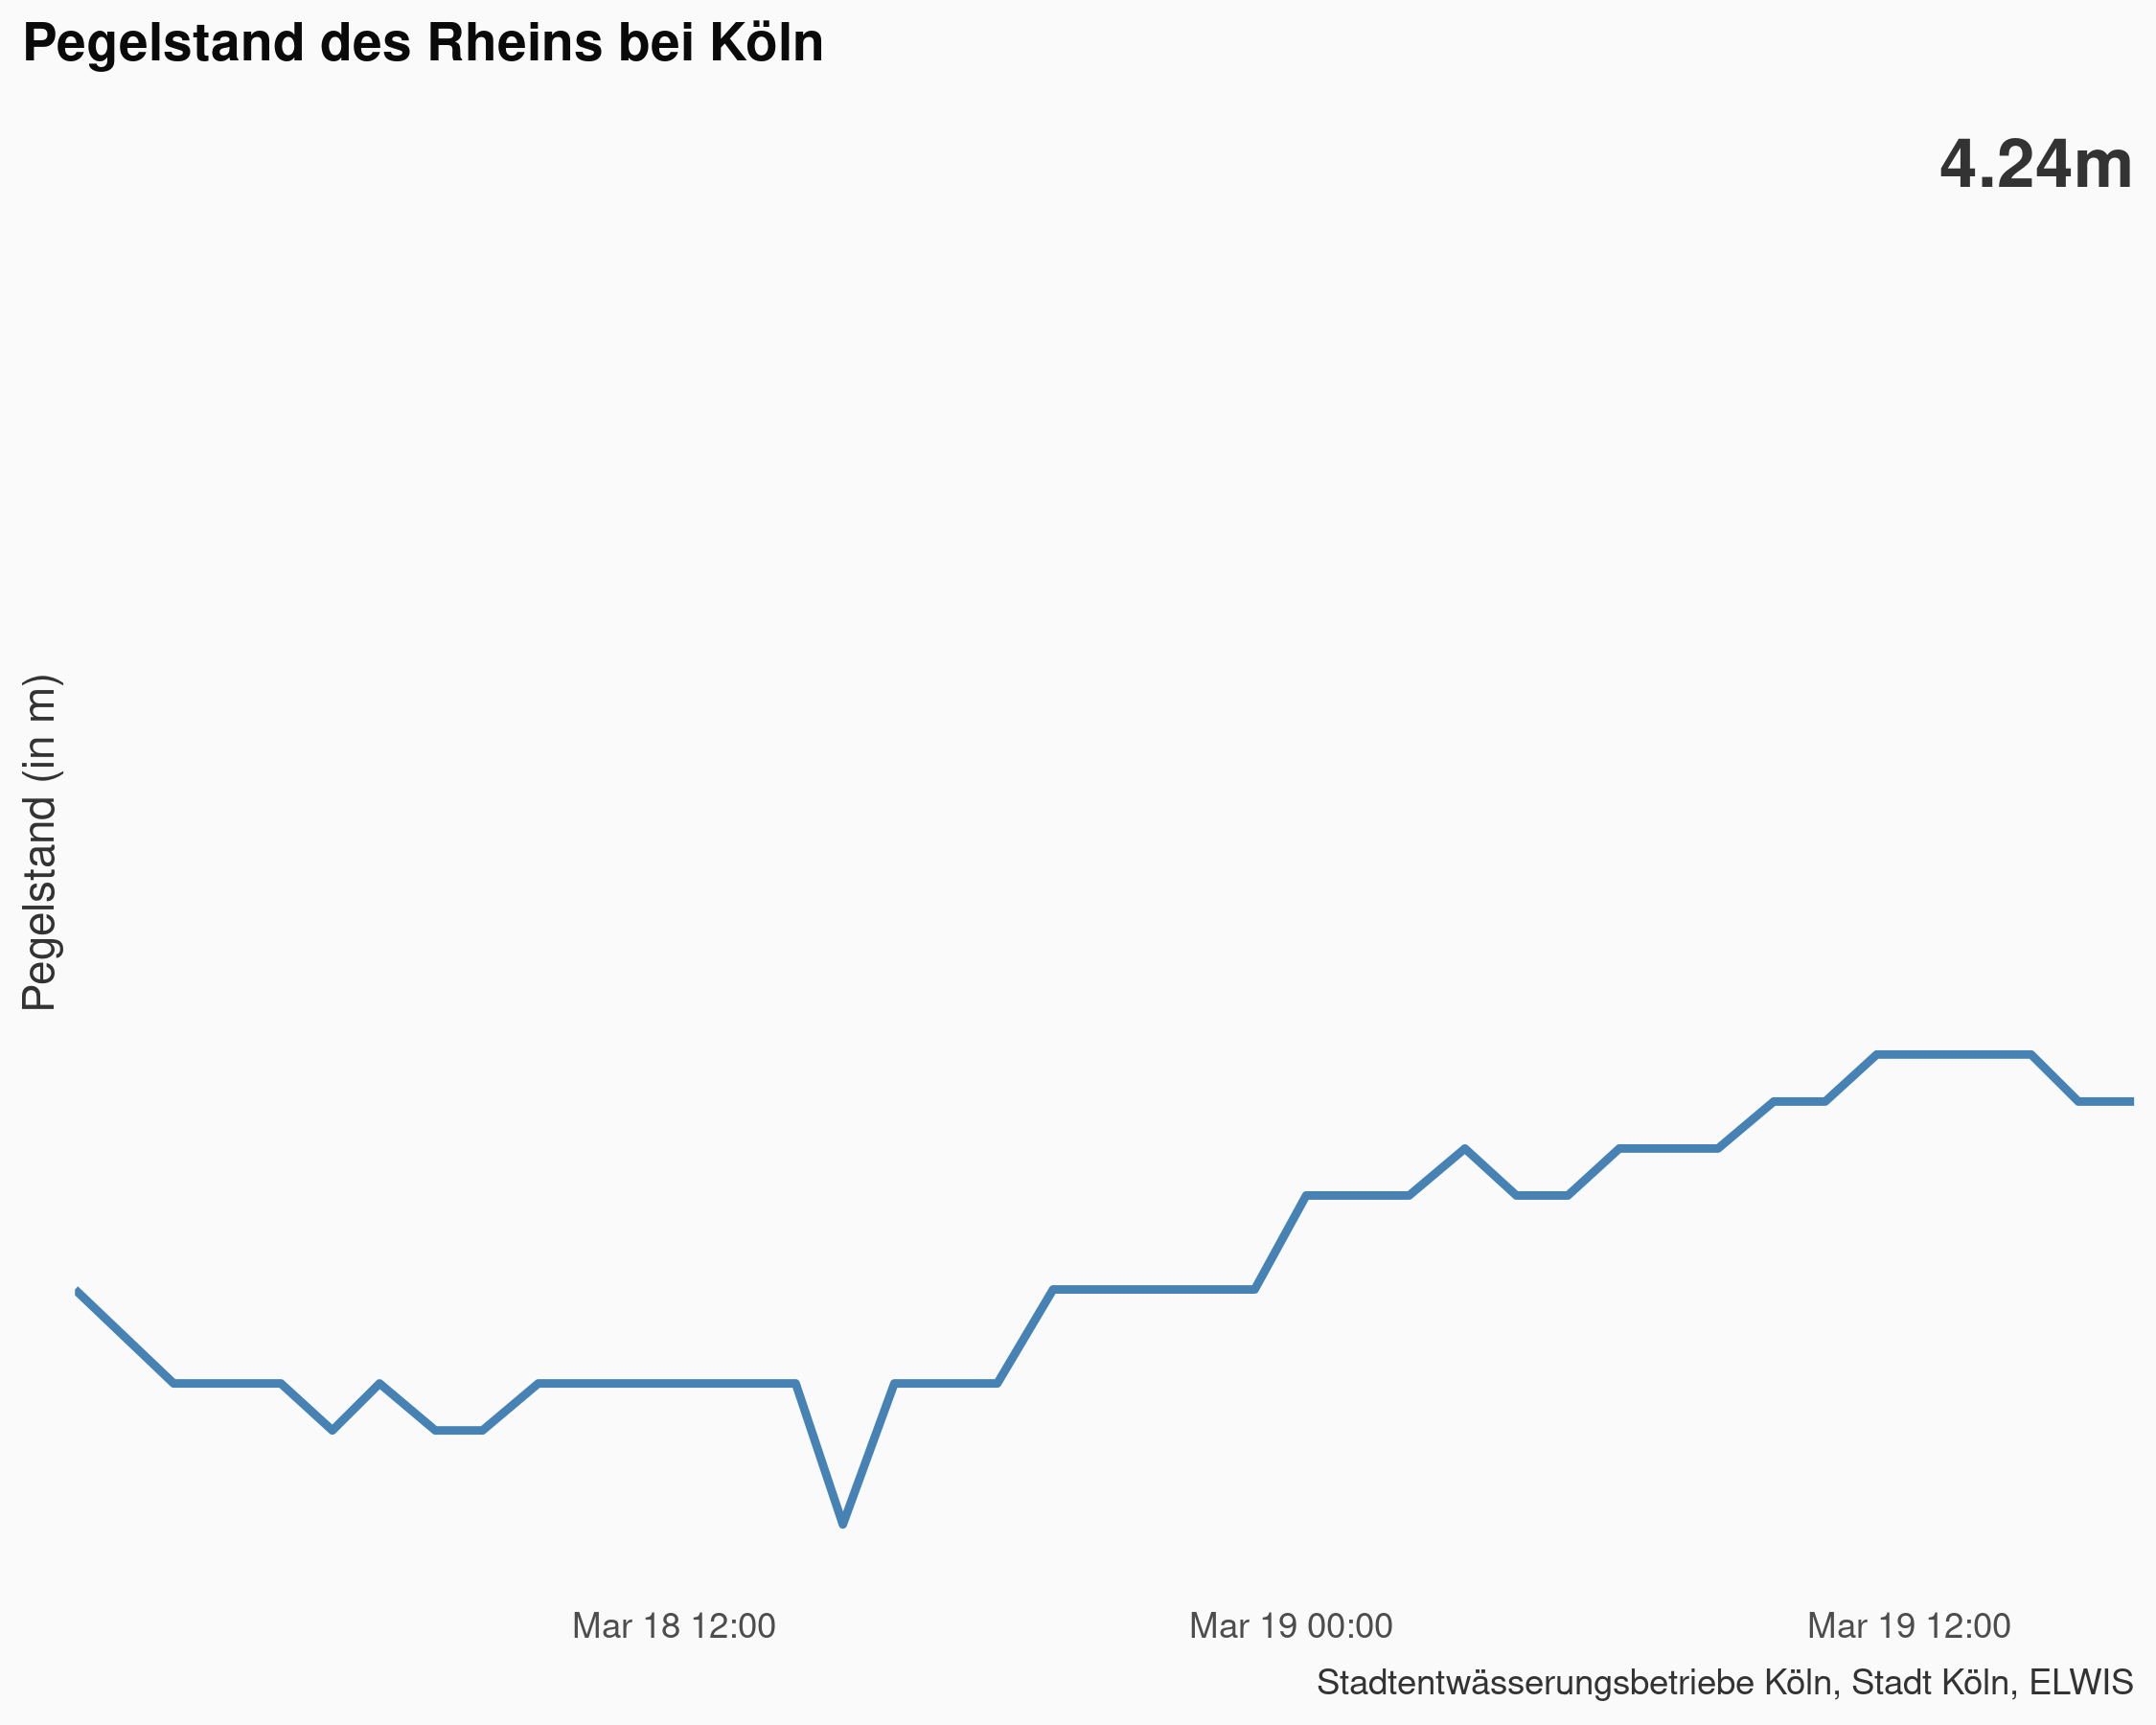 Pegelstand des Rheins bei Köln
4.24m
Pegelstand (in m)
Mar 18 12:00
Mar 19 00:00
Mar 19 12:00
Stadtentwässerungsbetriebe Köln, Stadt Köln, ELWIS